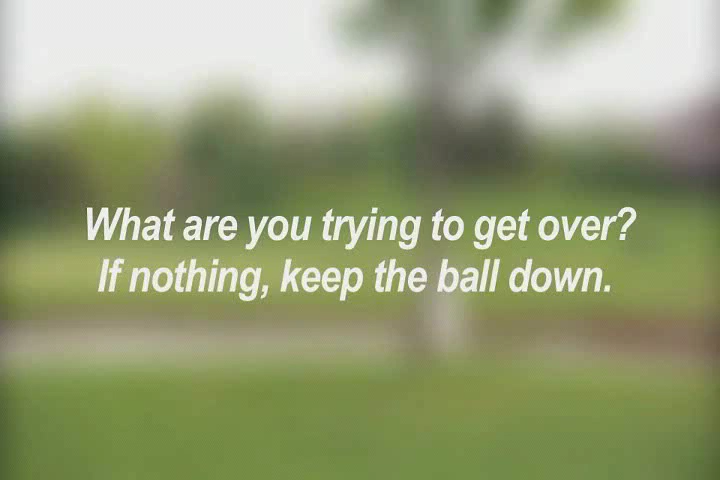 What are you trying to get over?
If nothing, keep the ball down.